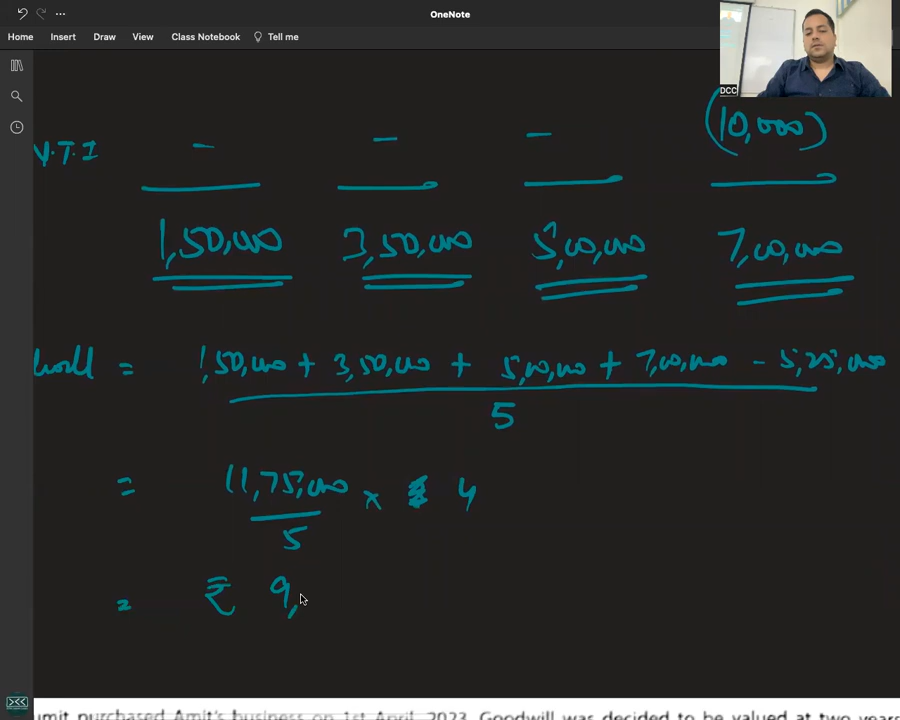 OneNote
Home Insert Draw View Class Notebook Tell me
DCC
(10,000)
N.T.I - - -
1,50,000 3,50,000 5,00,000 7,00,000
= 1,50,000 + 3,50,000 + 5,00,000 + 7,00,000 - 5,25,000
5
= 11,75,000 × 4
5
= ₹ 9,
umit purchased Amit's business on 1st April, 2023. Goodwill was decided to be valued at two years